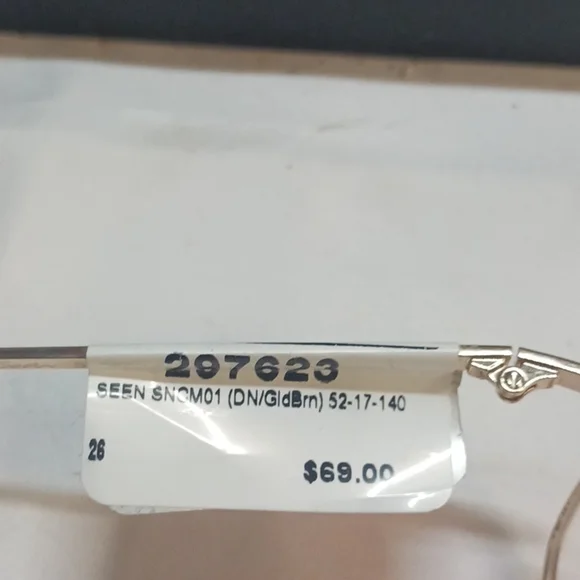 297623
SEEN SNCM01 (DN/GldBrn) 52-17-140
26
$69.00